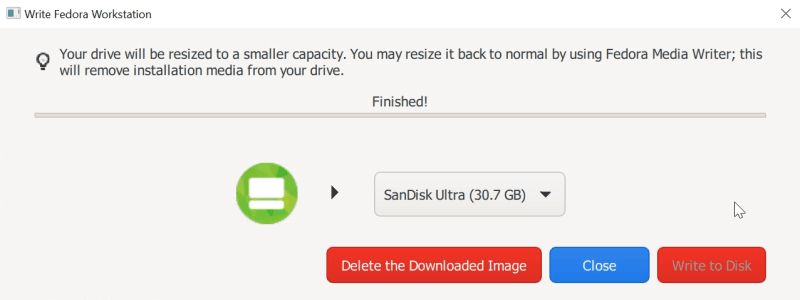 Write Fedora Workstation
Your drive will be resized to a smaller capacity. You may resize it back to normal by using Fedora Media Writer; this
will remove installation media from your drive.
Finished!
SanDisk Ultra (30.7 GB)
Delete the Downloaded Image
Close
Write to Disk